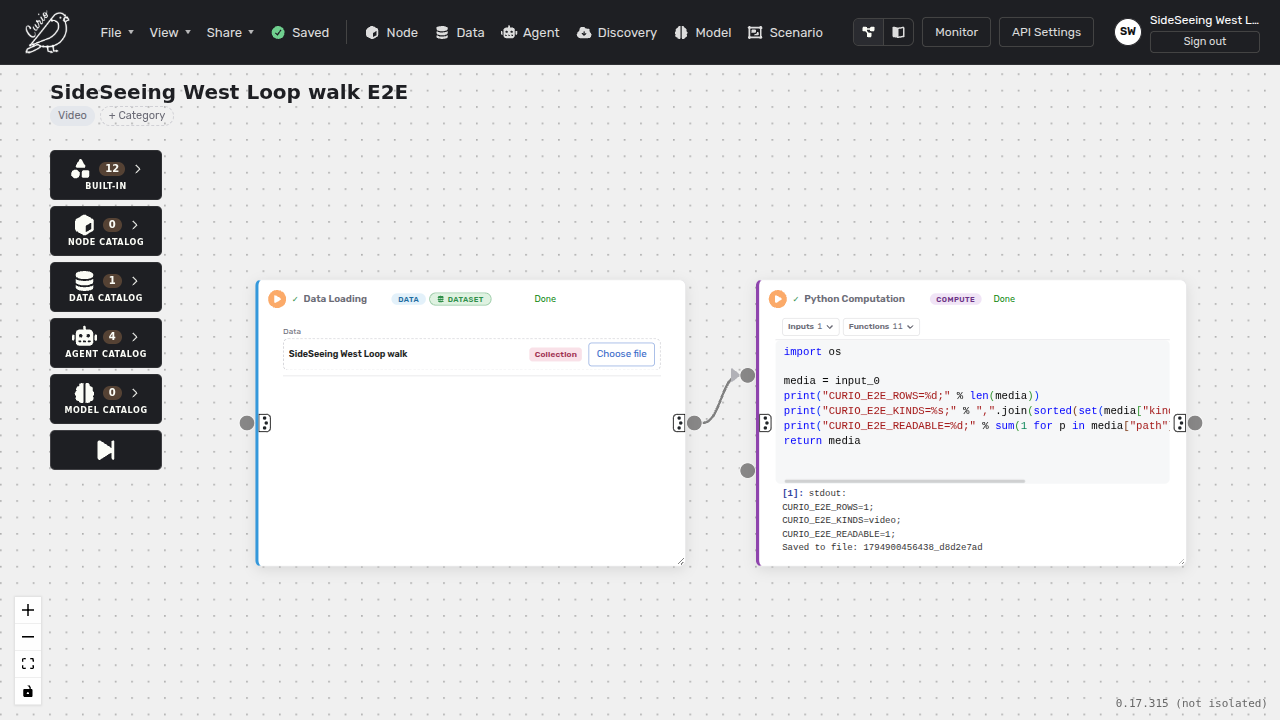 Curio
File
View
Share
Saved
Node
Data
Agent
Discovery
Model
Scenario
Monitor
API Settings
SW
SideSeeing West L...
Sign out
SideSeeing West Loop walk E2E
Video
+ Category
12
BUILT-IN
0
NODE CATALOG
1
DATA CATALOG
4
AGENT CATALOG
0
MODEL CATALOG
✓ Data Loading
DATA
DATASET
Done
Data
SideSeeing West Loop walk
Collection
Choose file
✓ Python Computation
COMPUTE
Done
Inputs 1
Functions 11
import os
media = input_0
print("CURIO_E2E_ROWS=%d;" % len(media))
print("CURIO_E2E_KINDS=%s;" % ",".join(sorted(set(media["kind
print("CURIO_E2E_READABLE=%d;" % sum(1 for p in media["path"
return media
[1]: stdout:
CURIO_E2E_ROWS=1;
CURIO_E2E_KINDS=video;
CURIO_E2E_READABLE=1;
Saved to file: 1794900456438_d8d2e7ad
0.17.315 (not isolated)